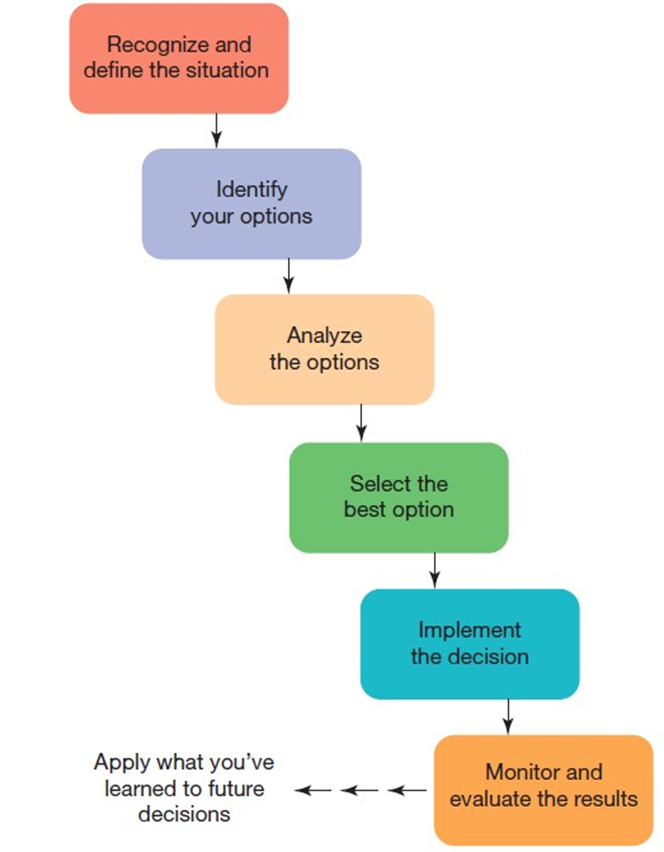 Recognize and
define the situation
Identify
your options
Analyze
the options
Select the
best option
Implement
the decision
Monitor and
evaluate the results
Apply what you've
learned to future
decisions